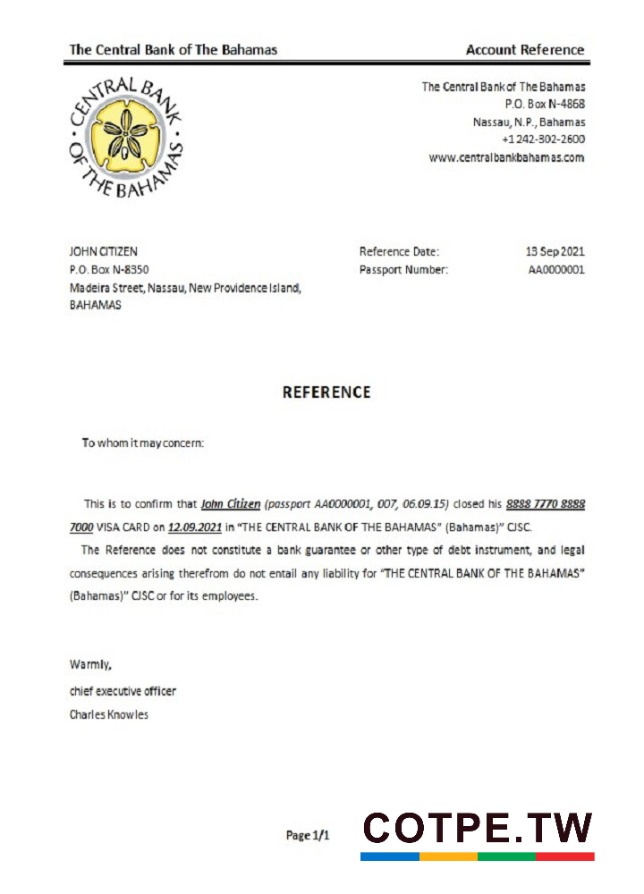 The Central Bank of The Bahamas Account Reference
CENTRAL BANK
OF THE BAHAMAS
The Central Bank of The Bahamas
P.O. Box N-4868
Nassau, N.P., Bahamas
+1 242-302-2600
www.centralbankbahamas.com
JOHN CITIZEN
P.O. Box N-8350
Madeira Street, Nassau, New Providence Island,
BAHAMAS
Reference Date: 13 Sep 2021
Passport Number: AA0000001
REFERENCE
To whom it may concern:
This is to confirm that John Citizen (passport AA0000001, 007, 06.09.15) closed his 8888 7770 8888
7000 VISA CARD on 12.09.2021 in "THE CENTRAL BANK OF THE BAHAMAS" (Bahamas)" CJSC.
The Reference does not constitute a bank guarantee or other type of debt instrument, and legal
consequences arising therefrom do not entail any liability for "THE CENTRAL BANK OF THE BAHAMAS"
(Bahamas)" CJSC or for its employees.
Warmly,
chief executive officer
Charles Knowles
Page 1/1
COTPE.TW